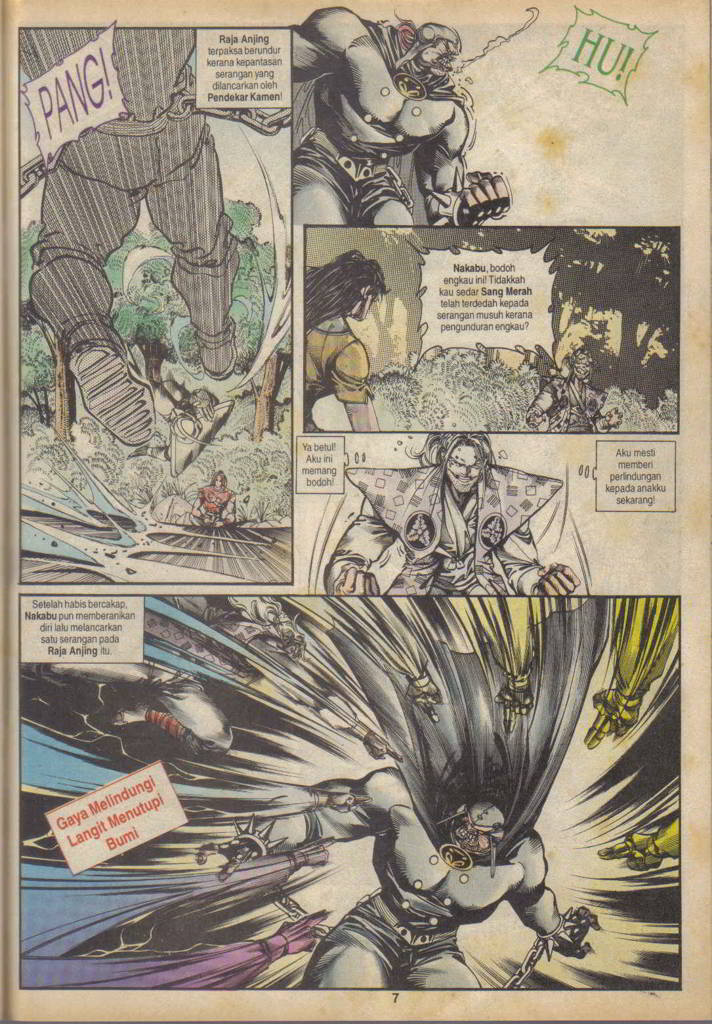 PANG!
Raja Anjing
terpaksa berundur
kerana kepantasan
serangan yang
dilancarkan oleh
Pendekar Kamen!
HU!
Nakabu, bodoh
engkau ini! Tidakkah
kau sedar Sang Merah
telah terdedah kepada
serangan musuh kerana
pengunduran engkau?
Ya betul!
Aku ini
memang
bodoh!
Aku mesti
memberi
perlindungan
kepada anakku
sekarang!
Setelah habis bercakap,
Nakabu pun memberanikan
diri lalu melancarkan
satu serangan pada
Raja Anjing itu.
Gaya Melindungi
Langit Menutupi
Bumi
7